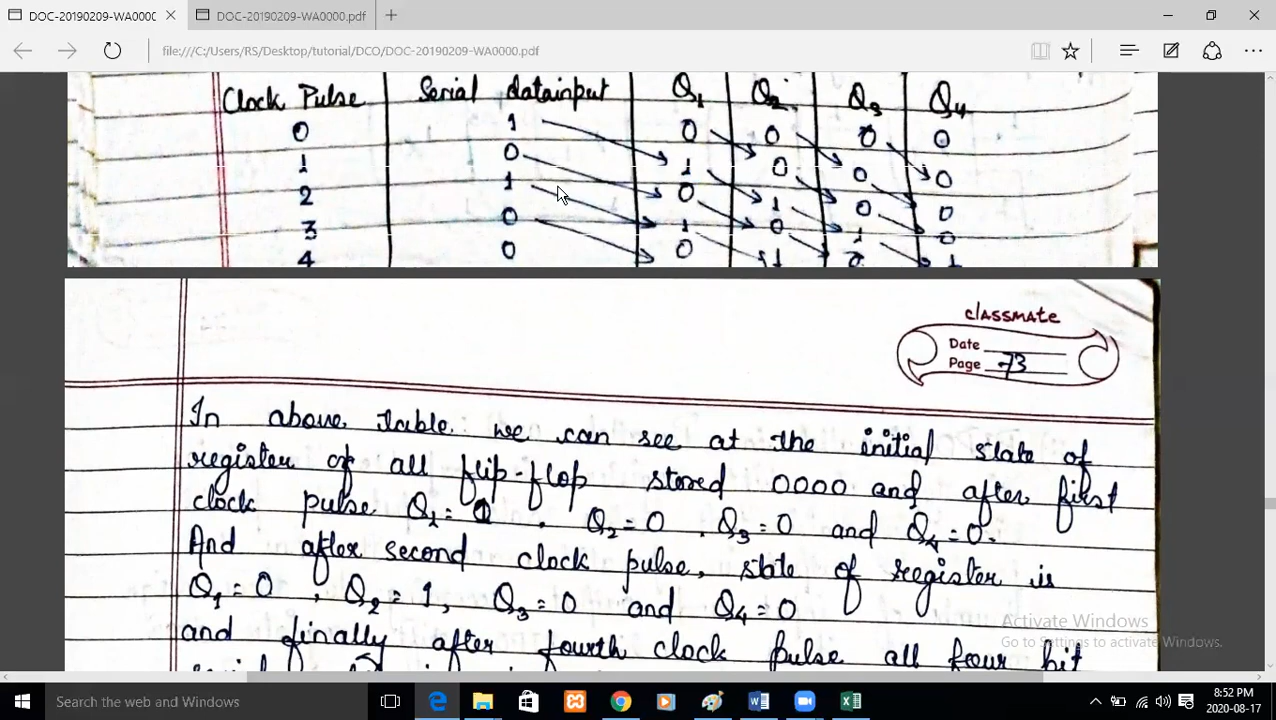 DOC-20190209-WA0000
DOC-20190209-WA0000.pdf
file:///C:/Users/RS/Desktop/tutorial/DCO/DOC-20190209-WA0000.pdf
Clock Pulse Serial datainput Q1 Q2 Q3 Q4
0 1 0 0 0 0
1 0 1 0 0 0
2 1 0 1 0 0
3 0 1 0 1 0
4 0 0 1 0 1
classmate
Date
Page 73
In above table we can see at the initial state of
register of all flip-flop stored 0000 and after first
clock pulse Q1= , Q2=0 , Q3=0 and Q4=0.
And after second clock pulse, state of register is
Q1=0 , Q2=1, Q3=0 and Q4=0
and finally after fourth clock pulse all four bit
Activate Windows
Go to Settings to activate Windows.
Search the web and Windows
8:52 PM
2020-08-17